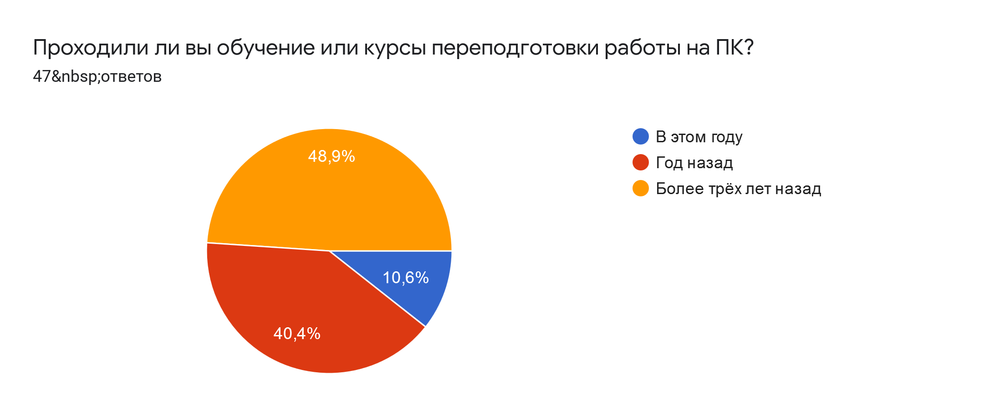 Проходили ли вы обучение или курсы переподготовки работы на ПК?
47&nbsp;ответов
48,9%
10,6%
40,4%
В этом году
Год назад
Более трёх лет назад